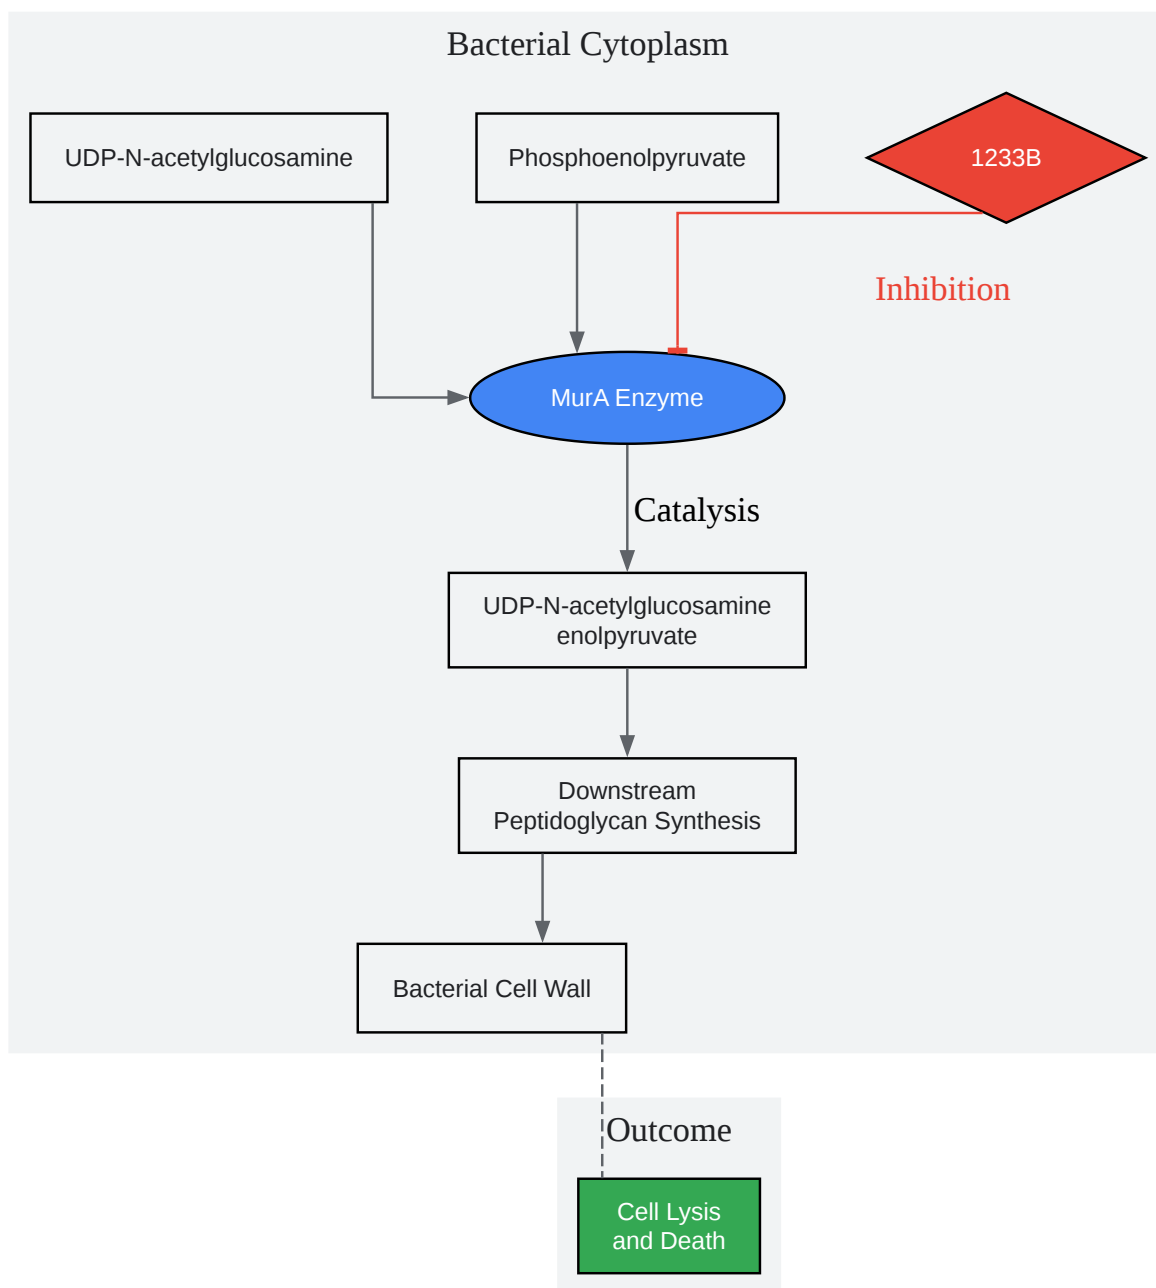 Bacterial Cytoplasm
UDP-N-acetylglucosamine
Phosphoenolpyruvate
1233B
Inhibition
MurA Enzyme
Catalysis
UDP-N-acetylglucosamine
enolpyruvate
Downstream
Peptidoglycan Synthesis
Bacterial Cell Wall
Outcome
Cell Lysis
and Death